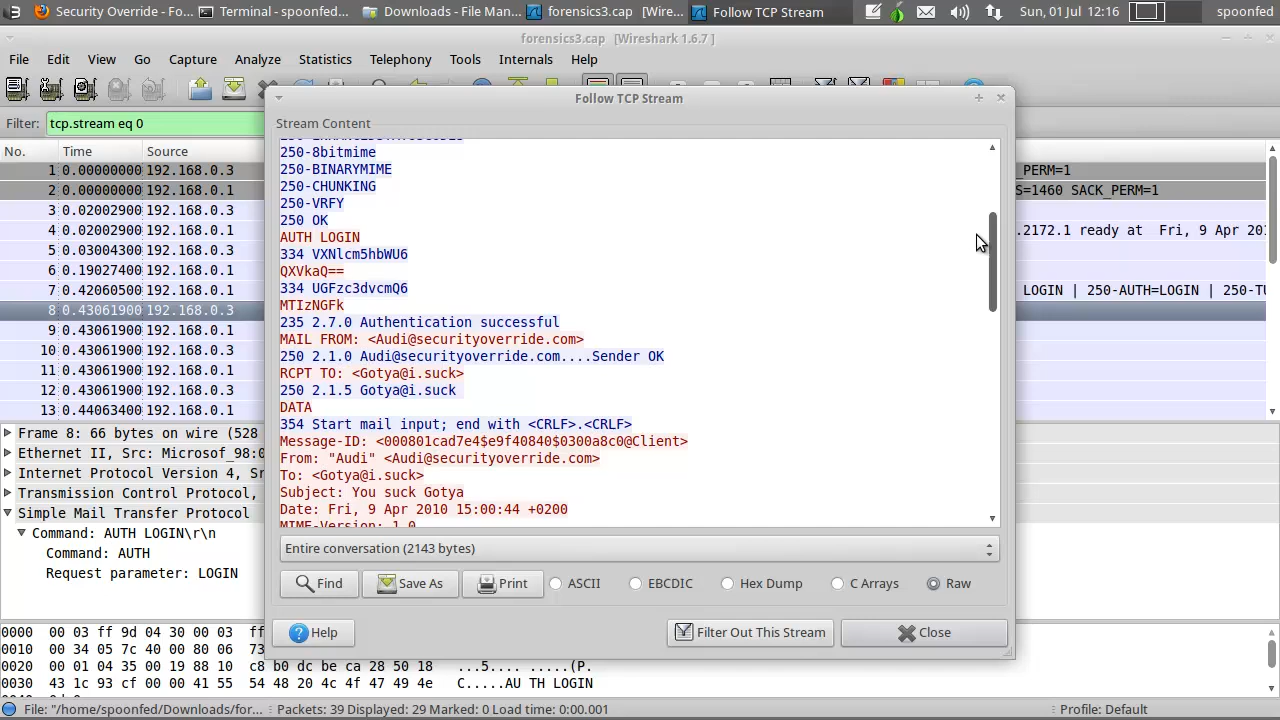 Security Override - Fo...
Terminal - spoonfed...
Downloads - File Man...
forensics3.cap [Wire...
Follow TCP Stream
Sun, 01 Jul 12:16
spoonfed
forensics3.cap [Wireshark 1.6.7 ]
File Edit View Go Capture Analyze Statistics Telephony Tools Internals Help
Filter: tcp.stream eq 0
No. Time Source
1 0.00000000 192.168.0.3 _PERM=1
2 0.00000000 192.168.0.1 S=1460 SACK_PERM=1
3 0.02002900 192.168.0.3
4 0.02002900 192.168.0.1 .2172.1 ready at Fri, 9 Apr 201
5 0.03004300 192.168.0.3
6 0.19027400 192.168.0.1
7 0.42060500 192.168.0.1 LOGIN | 250-AUTH=LOGIN | 250-TU
8 0.43061900 192.168.0.3
9 0.43061900 192.168.0.1
10 0.43061900 192.168.0.3
11 0.43061900 192.168.0.1
12 0.43061900 192.168.0.3
13 0.44063400 192.168.0.1
Frame 8: 66 bytes on wire (528
Ethernet II, Src: Microsof_98:0
Internet Protocol Version 4, Sr
Transmission Control Protocol,
Simple Mail Transfer Protocol
Command: AUTH LOGIN\r\n
Command: AUTH
Request parameter: LOGIN
0000 00 03 ff 9d 04 30 00 03 ff
0010 00 34 05 7c 40 00 80 06 73
0020 01 04 35 00 19 88 10 c8 b0 dc be ca 28 50 18 ...5.... .....(P.
0030 43 1c 93 cf 00 00 41 55 54 48 20 4c 4f 47 49 4e C.....AU TH LOGIN
Follow TCP Stream
Stream Content
250-8bitmime
250-BINARYMIME
250-CHUNKING
250-VRFY
250 OK
AUTH LOGIN
334 VXNlcm5hbWU6
QXVkaQ==
334 UGFzc3dvcmQ6
MTIzNGFk
235 2.7.0 Authentication successful
MAIL FROM: <Audi@securityoverride.com>
250 2.1.0 Audi@securityoverride.com....Sender OK
RCPT TO: <Gotya@i.suck>
250 2.1.5 Gotya@i.suck
DATA
354 Start mail input; end with <CRLF>.<CRLF>
Message-ID: <000801cad7e4$e9f40840$0300a8c0@Client>
From: "Audi" <Audi@securityoverride.com>
To: <Gotya@i.suck>
Subject: You suck Gotya
Date: Fri, 9 Apr 2010 15:00:44 +0200
MIME-Version: 1.0
Entire conversation (2143 bytes)
Find Save As Print ASCII EBCDIC Hex Dump C Arrays Raw
Help Filter Out This Stream Close
File: "/home/spoonfed/Downloads/for... Packets: 39 Displayed: 29 Marked: 0 Load time: 0:00.001 Profile: Default